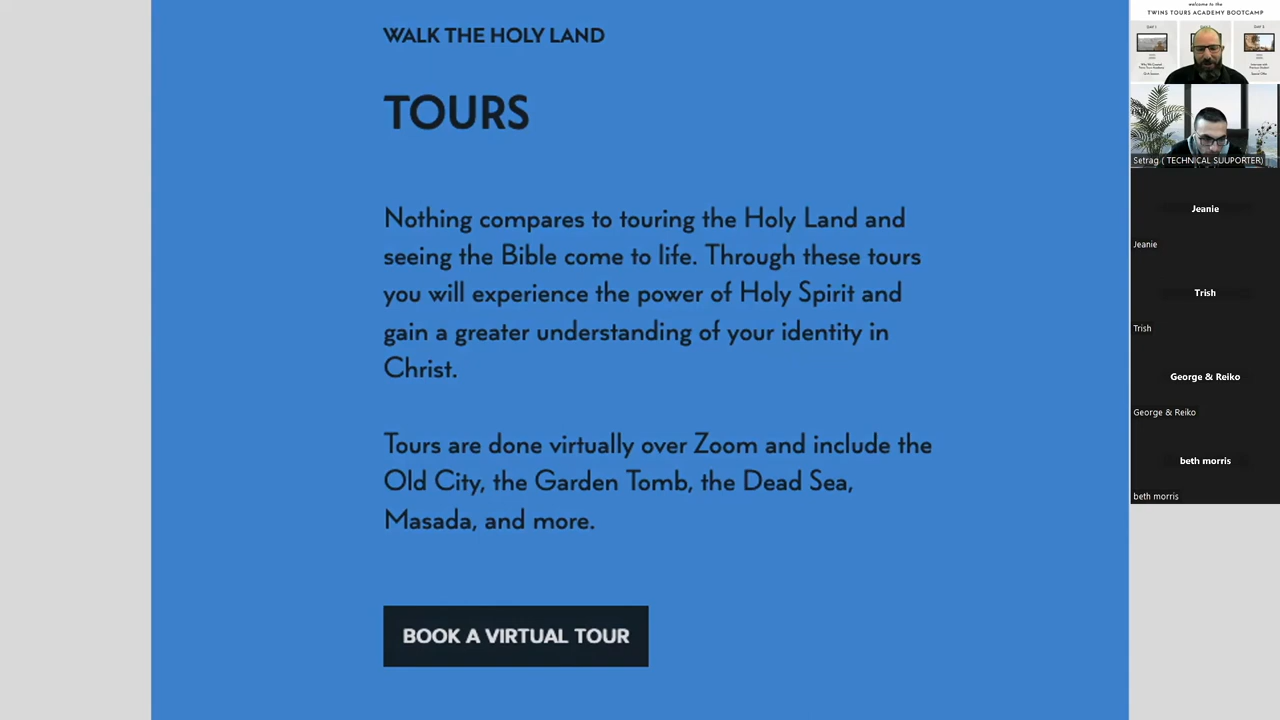 WALK THE HOLY LAND
TOURS
Nothing compares to touring the Holy Land and
seeing the Bible come to life. Through these tours
you will experience the power of Holy Spirit and
gain a greater understanding of your identity in
Christ.
Tours are done virtually over Zoom and include the
Old City, the Garden Tomb, the Dead Sea,
Masada, and more.
BOOK A VIRTUAL TOUR
welcome to the
TWINS TOURS ACADEMY BOOTCAMP
Setrag ( TECHNICAL SUUPORTER)
Jeanie
Jeanie
Trish
Trish
George & Reiko
George & Reiko
beth morris
beth morris